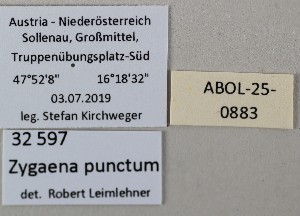 Austria - Niederösterreich
Sollenau, Großmittel,
Truppenübungsplatz-Süd
47°52'8" 16°18'32"
03.07.2019
leg. Stefan Kirchweger
ABOL-25-
0883
32 597
Zygaena punctum
det. Robert Leimlehner